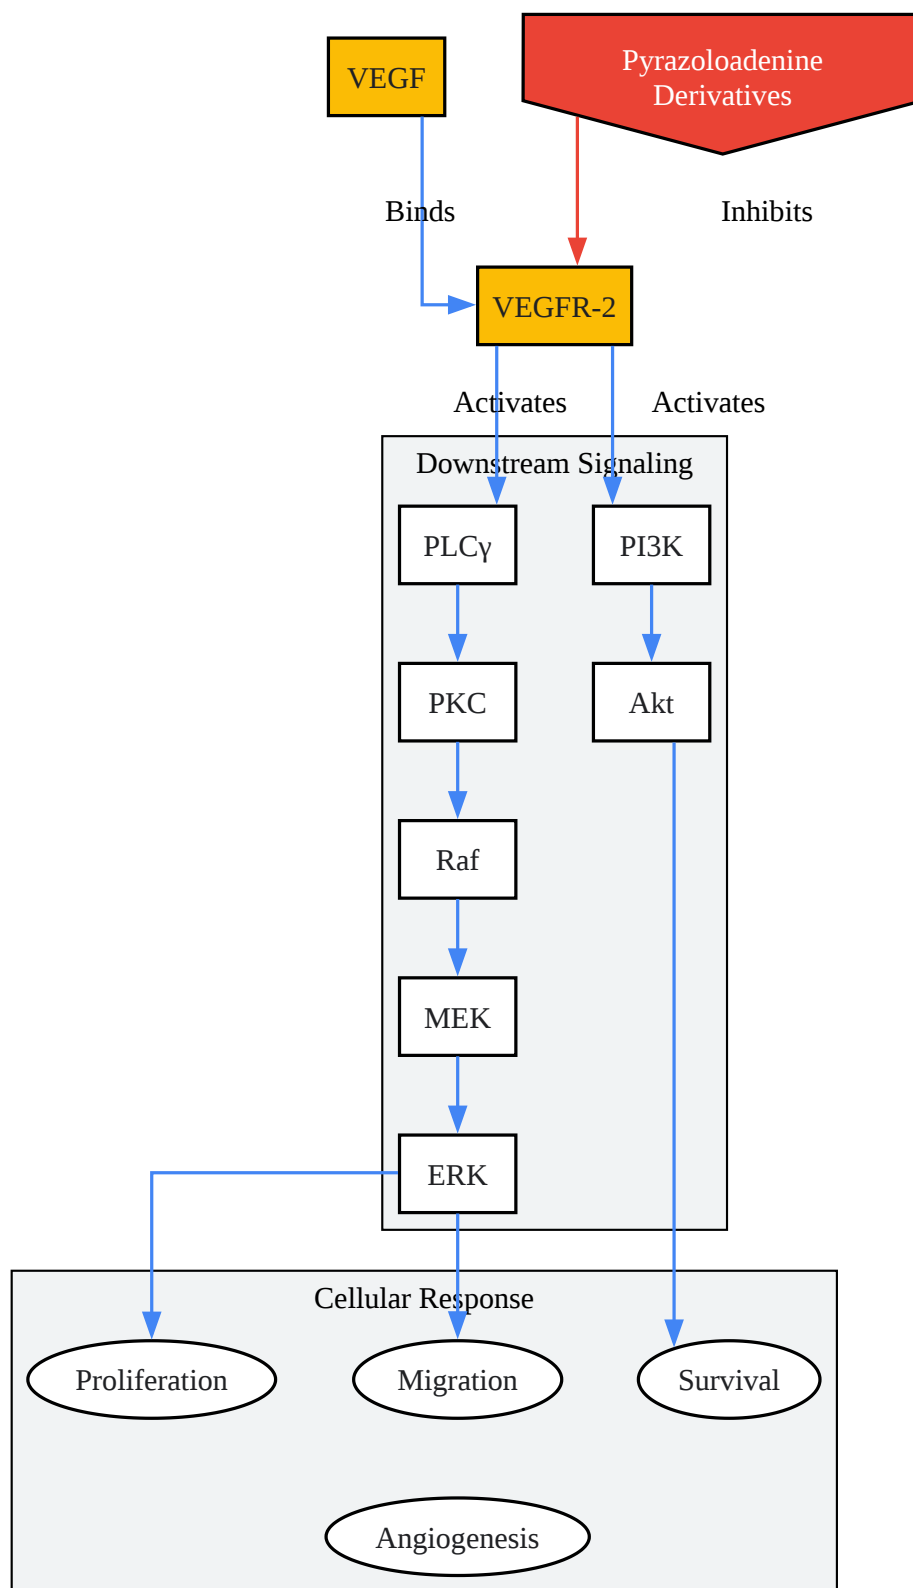 VEGF
Pyrazoloadenine
Derivatives
Binds
Inhibits
VEGFR-2
Activates
Activates
Downstream Signaling
PLCγ
PI3K
PKC
Akt
Raf
MEK
ERK
Cellular Response
Proliferation
Migration
Survival
Angiogenesis